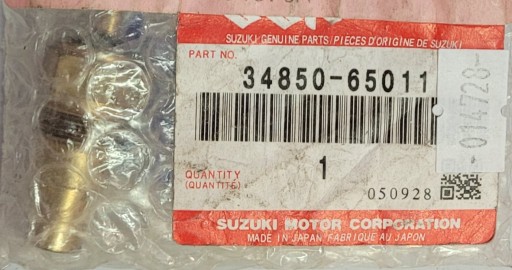 SUZUKI GENUINE PARTS/PIECES D'ORIGINE DE SUZUKI
PART NO.
34850-65011
-014728-
QUANTITY
(QUANTITÉ)
1
050928
SUZUKI MOTOR CORPORATION
MADE IN JAPAN/FABRIQUE AU JAPON